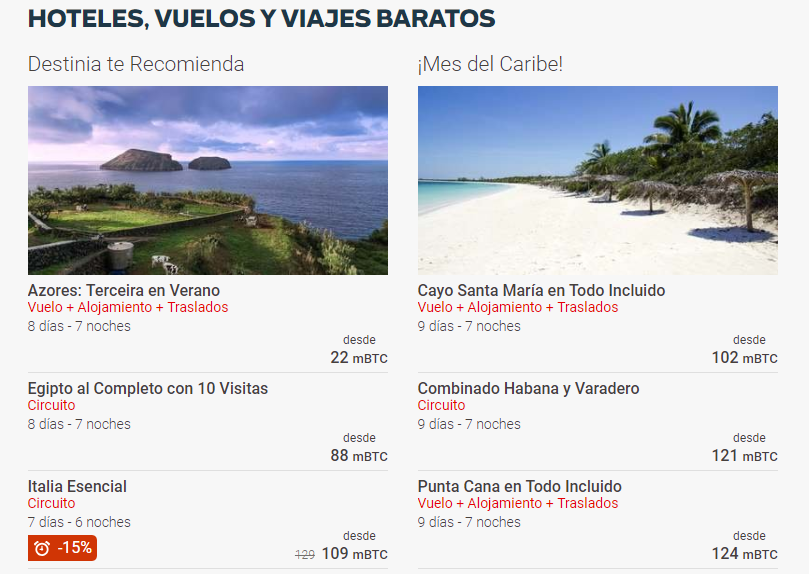 HOTELES, VUELOS Y VIAJES BARATOS
Destinia te Recomienda
Azores: Terceira en Verano
Vuelo + Alojamiento + Traslados
8 días - 7 noches
desde
22 mBTC
Egipto al Completo con 10 Visitas
Circuito
8 días - 7 noches
desde
88 mBTC
Italia Esencial
Circuito
7 días - 6 noches
-15%
desde
129 109 mBTC
¡Mes del Caribe!
Cayo Santa María en Todo Incluido
Vuelo + Alojamiento + Traslados
9 días - 7 noches
desde
102 mBTC
Combinado Habana y Varadero
Circuito
9 días - 7 noches
desde
121 mBTC
Punta Cana en Todo Incluido
Vuelo + Alojamiento + Traslados
9 días - 7 noches
desde
124 mBTC